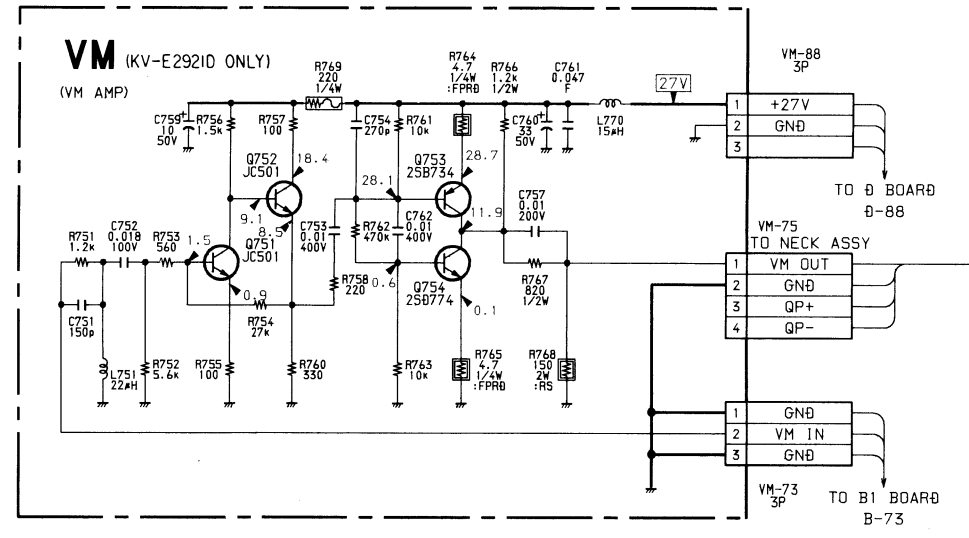 VM (KV-E2921D ONLY)
(VM AMP)
R769
220
1/4W
R764
4.7
1/4W
:FPRD
R766
1.2k
1/2W
C761
0.047
F
27V
L770
15µH
VM-88
3P
1 +27V
2 GND
3
TO D BOARD
D-88
C759
10
50V
R756
1.5k
R757
100
C754
270p
R761
10k
C760
33
50V
Q752
JC501
18.4
Q753
2SB734
28.7
28.1
9.1
8.5
C753
0.01
400V
R762
470k
C762
0.01
400V
11.9
C757
0.01
200V
VM-75
TO NECK ASSY
1 VM OUT
2 GND
3 QP+
4 QP-
R751
1.2k
C752
0.018
100V
R753
560
1.5
Q751
JC501
0.9
R754
27k
R758
220
0.6
Q754
2SD774
0.1
R767
820
1/2W
C751
150p
L751
22µH
R752
5.6k
R755
100
R760
330
R763
10k
R765
4.7
1/4W
:FPRD
R768
150
2W
:RS
1 GND
2 VM IN
3 GND
VM-73
3P
TO B1 BOARD
B-73